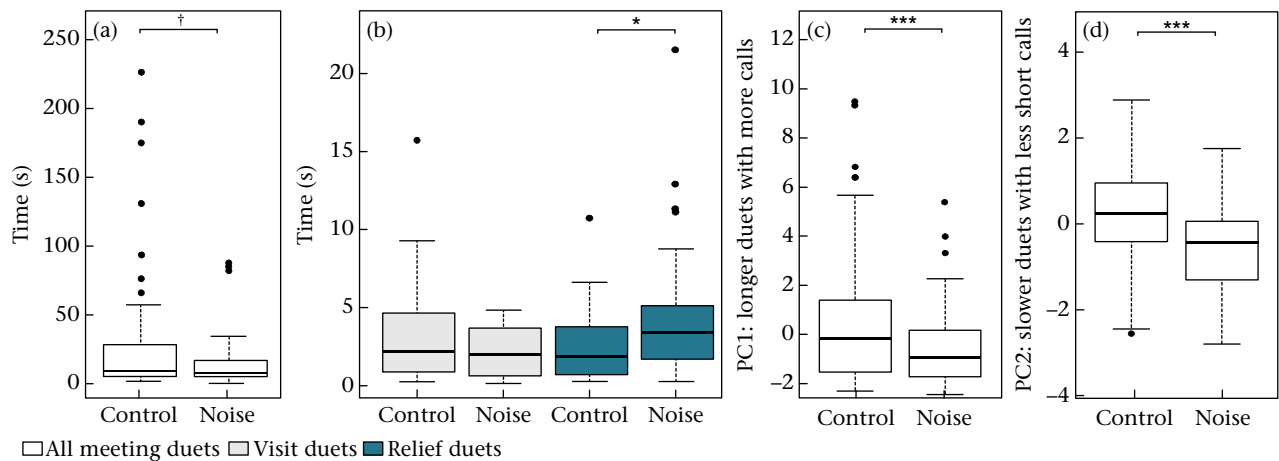 (a)
†
250
200
150
100
50
0
Time (s)
Control Noise
(b)
*
20
15
10
5
0
Time (s)
Control Noise Control Noise
(c)
***
12
10
8
6
4
2
0
−2
PC1: longer duets with more calls
Control Noise
(d)
***
4
2
0
−2
−4
PC2: slower duets with less short calls
Control Noise
All meeting duets Visit duets Relief duets